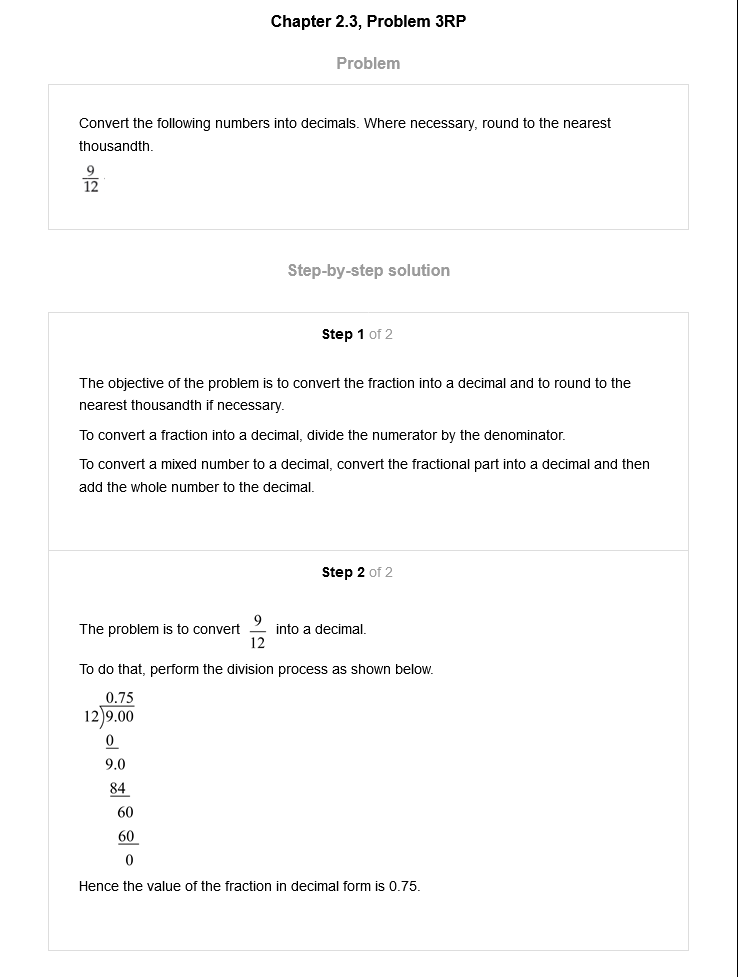 Chapter 2.3, Problem 3RP
Problem
Convert the following numbers into decimals. Where necessary, round to the nearest
thousandth.
9
12
Step-by-step solution
Step 1 of 2
The objective of the problem is to convert the fraction into a decimal and to round to the
nearest thousandth if necessary.
To convert a fraction into a decimal, divide the numerator by the denominator.
To convert a mixed number to a decimal, convert the fractional part into a decimal and then
add the whole number to the decimal.
Step 2 of 2
The problem is to convert 9/12 into a decimal.
To do that, perform the division process as shown below.
0.75
12)9.00
0
9.0
84
60
60
0
Hence the value of the fraction in decimal form is 0.75.